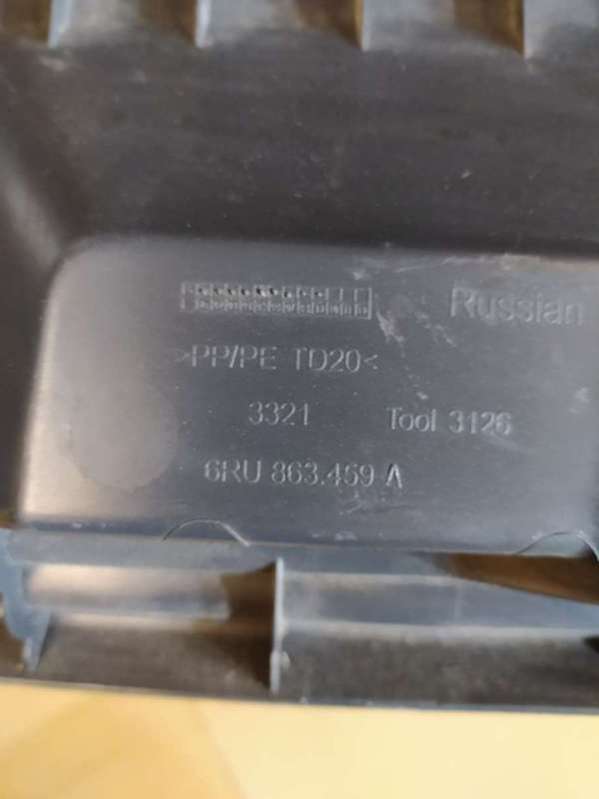 Russian
>PP/PE TD20<
3321 Tool 3126
6RU 863.459 A